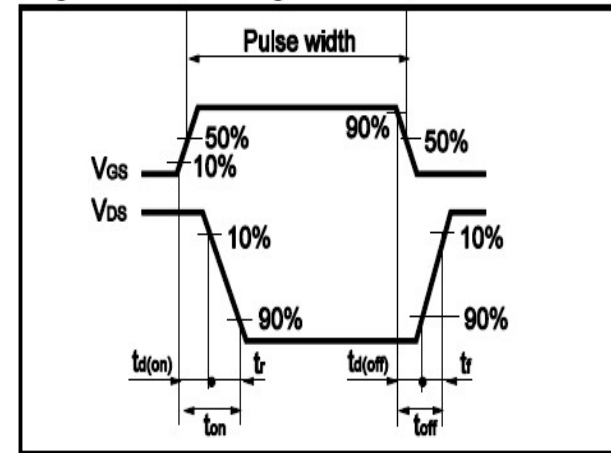 Pulse width
90%
50%
50%
10%
VGS
VDS
10%
10%
90%
90%
td(on)
tr
td(off)
tf
ton
toff